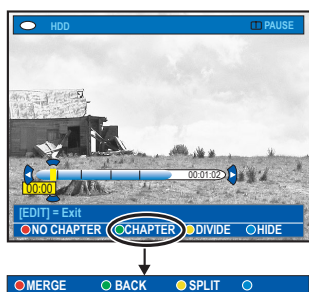 HDD PAUSE
00:01:02
00:00
[EDIT] = Exit
NO CHAPTER CHAPTER DIVIDE HIDE
MERGE BACK SPLIT